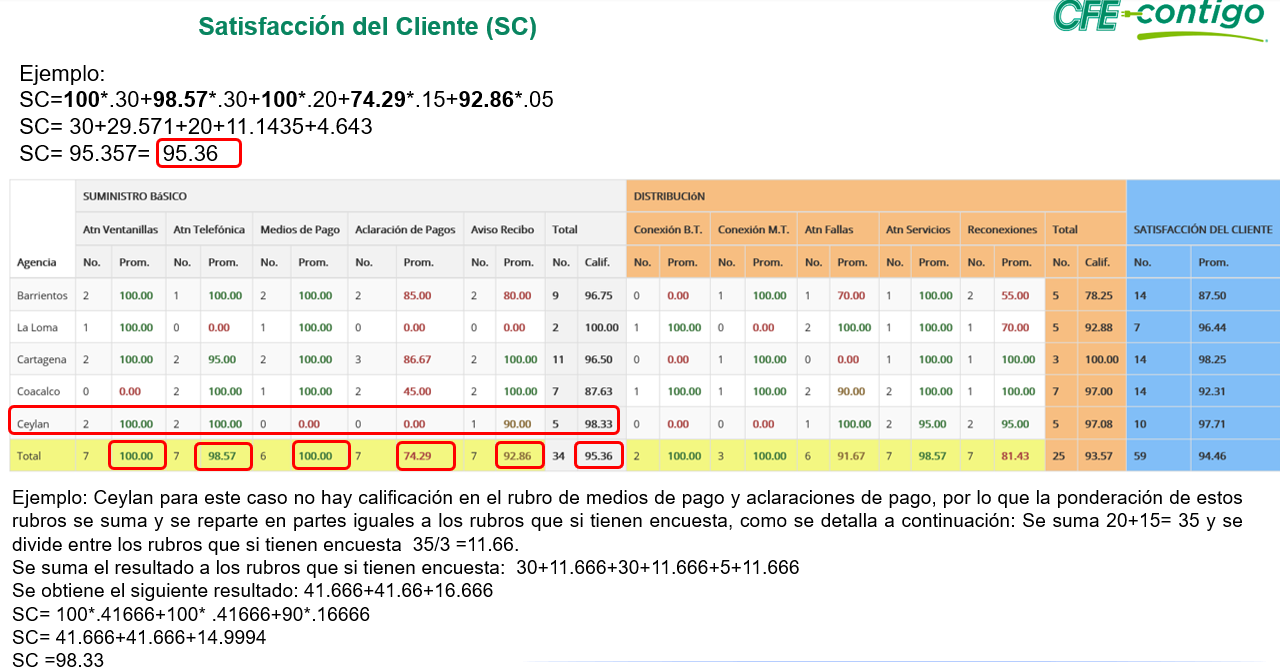 Satisfacción del Cliente (SC)
CFE contigo
Ejemplo:
SC=100*.30+98.57*.30+100*.20+74.29*.15+92.86*.05
SC= 30+29.571+20+11.1435+4.643
SC= 95.357= 95.36
SUMINISTRO BáSICO DISTRIBUCIóN
Atn Ventanillas Atn Telefónica Medios de Pago Aclaración de Pagos Aviso Recibo Total Conexión B.T. Conexión M.T. Atn Fallas Atn Servicios Reconexiones Total SATISFACCIÓN DEL CLIENTE
Agencia No. Prom. No. Prom. No. Prom. No. Prom. No. Prom. No. Calif. No. Prom. No. Prom. No. Prom. No. Prom. No. Prom. No. Calif. No. Prom.
Barrientos 2 100.00 1 100.00 2 100.00 2 85.00 2 80.00 9 96.75 0 0.00 1 100.00 1 70.00 1 100.00 2 55.00 5 78.25 14 87.50
La Loma 1 100.00 0 0.00 1 100.00 0 0.00 0 0.00 2 100.00 1 100.00 0 0.00 2 100.00 1 100.00 1 70.00 5 92.88 7 96.44
Cartagena 2 100.00 2 95.00 2 100.00 3 86.67 2 100.00 11 96.50 0 0.00 1 100.00 0 0.00 1 100.00 1 100.00 3 100.00 14 98.25
Coacalco 0 0.00 2 100.00 1 100.00 2 45.00 2 100.00 7 87.63 1 100.00 1 100.00 2 90.00 2 100.00 1 100.00 7 97.00 14 92.31
Ceylan 2 100.00 2 100.00 0 0.00 0 0.00 1 90.00 5 98.33 0 0.00 0 0.00 1 100.00 2 95.00 2 95.00 5 97.08 10 97.71
Total 7 100.00 7 98.57 6 100.00 7 74.29 7 92.86 34 95.36 2 100.00 3 100.00 6 91.67 7 98.57 7 81.43 25 93.57 59 94.46
Ejemplo: Ceylan para este caso no hay calificación en el rubro de medios de pago y aclaraciones de pago, por lo que la ponderación de estos
rubros se suma y se reparte en partes iguales a los rubros que si tienen encuesta, como se detalla a continuación: Se suma 20+15= 35 y se
divide entre los rubros que si tienen encuesta 35/3 =11.66.
Se suma el resultado a los rubros que si tienen encuesta: 30+11.666+30+11.666+5+11.666
Se obtiene el siguiente resultado: 41.666+41.66+16.666
SC= 100*.41666+100* .41666+90*.16666
SC= 41.666+41.666+14.9994
SC =98.33